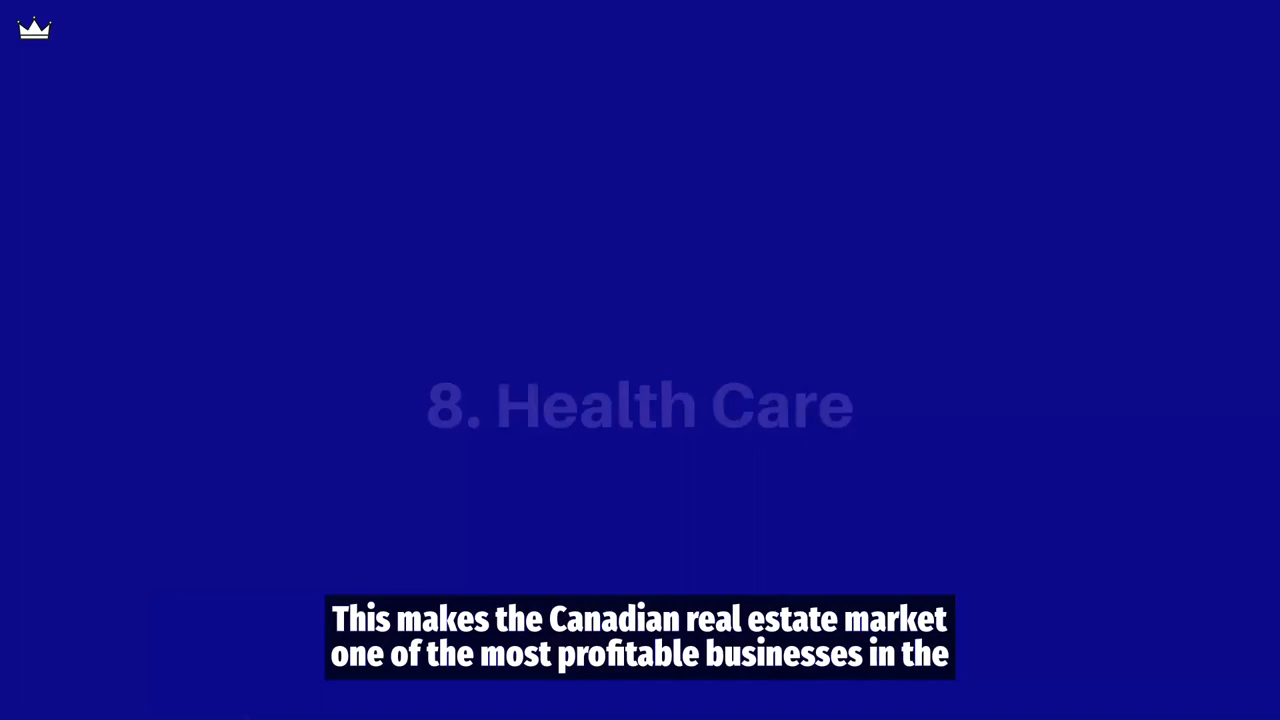 8. Health Care
This makes the Canadian real estate market
one of the most profitable businesses in the